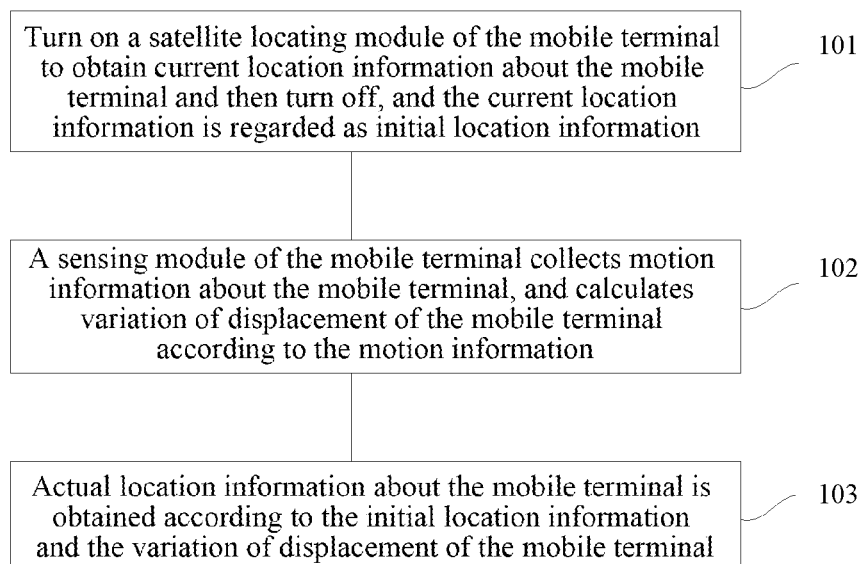 Turn on a satellite locating module of the mobile terminal
to obtain current location information about the mobile
terminal and then turn off, and the current location
information is regarded as initial location information
101
A sensing module of the mobile terminal collects motion
information about the mobile terminal, and calculates
variation of displacement of the mobile terminal
according to the motion information
102
Actual location information about the mobile terminal is
obtained according to the initial location information
and the variation of displacement of the mobile terminal
103